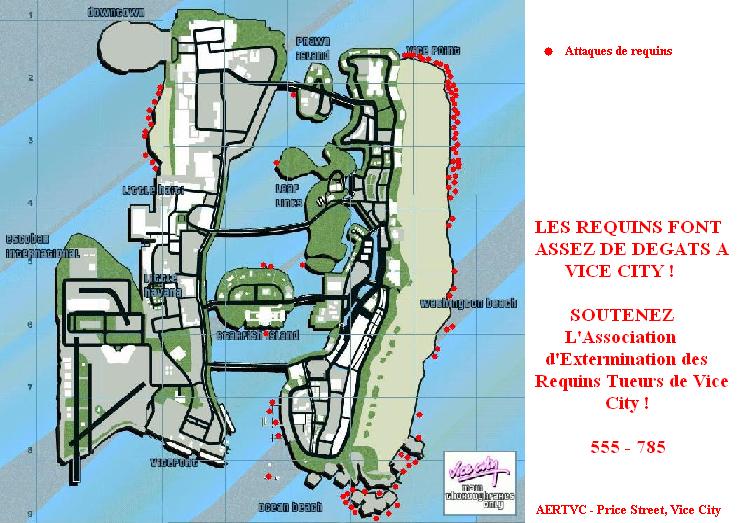 Downtown
Prawn
Island
Vice Point
Attaques de requins
Little Haiti
Leaf
Links
Escobar
International
LES REQUINS FONT
ASSEZ DE DEGATS A
VICE CITY !
Little
Havana
Washington Beach
SOUTENEZ
L'Association
d'Extermination des
Requins Tueurs de Vice
City !
Starfish Island
555 - 785
Viceport
Ocean Beach
Vice City
Main
Thoroughfares
Only
AERTVC - Price Street, Vice City
1
2
3
4
5
6
7
8
9